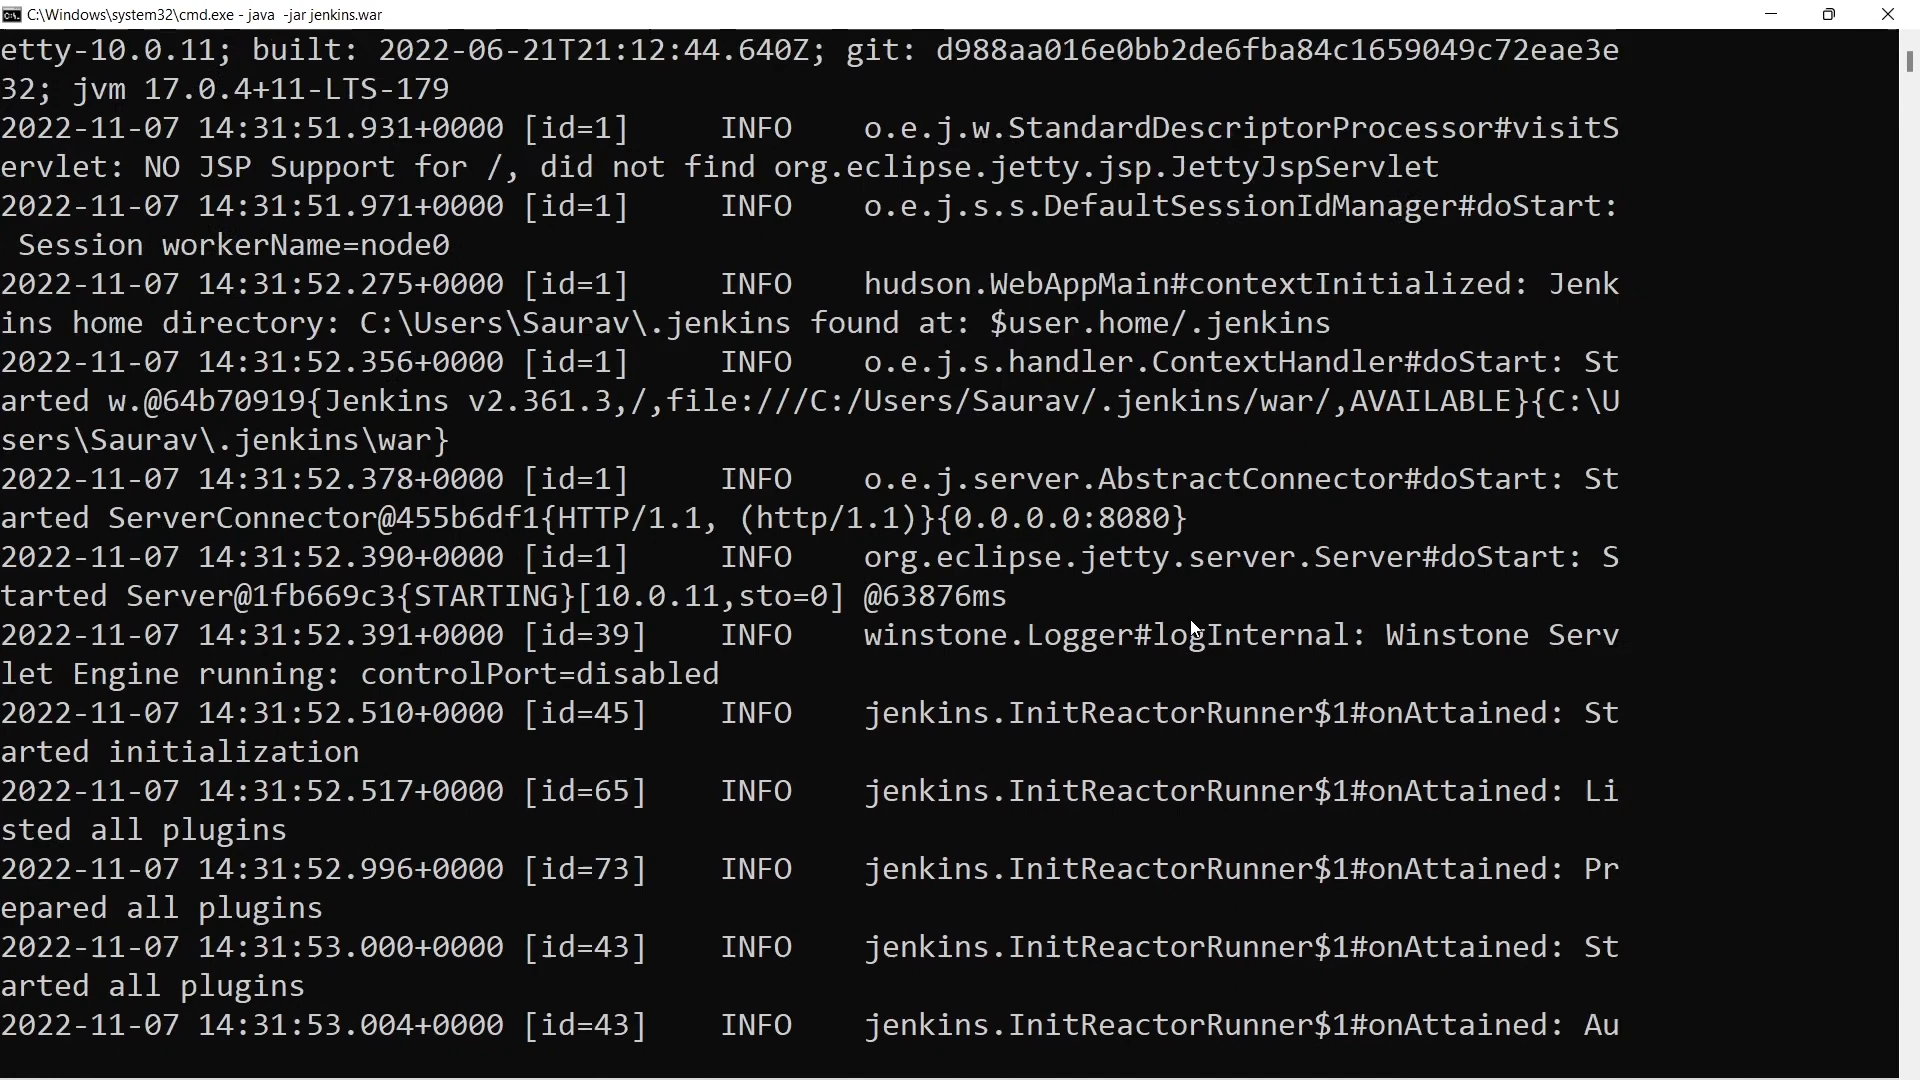 C:\Windows\system32\cmd.exe - java  -jar jenkins.war
etty-10.0.11; built: 2022-06-21T21:12:44.640Z; git: d988aa016e0bb2de6fba84c1659049c72eae3e
32; jvm 17.0.4+11-LTS-179
2022-11-07 14:31:51.931+0000 [id=1]     INFO    o.e.j.w.StandardDescriptorProcessor#visitS
ervlet: NO JSP Support for /, did not find org.eclipse.jetty.jsp.JettyJspServlet
2022-11-07 14:31:51.971+0000 [id=1]     INFO    o.e.j.s.s.DefaultSessionIdManager#doStart:
 Session workerName=node0
2022-11-07 14:31:52.275+0000 [id=1]     INFO    hudson.WebAppMain#contextInitialized: Jenk
ins home directory: C:\Users\Saurav\.jenkins found at: $user.home/.jenkins
2022-11-07 14:31:52.356+0000 [id=1]     INFO    o.e.j.s.handler.ContextHandler#doStart: St
arted w.@64b70919{Jenkins v2.361.3,/,file:///C:/Users/Saurav/.jenkins/war/,AVAILABLE}{C:\U
sers\Saurav\.jenkins\war}
2022-11-07 14:31:52.378+0000 [id=1]     INFO    o.e.j.server.AbstractConnector#doStart: St
arted ServerConnector@455b6df1{HTTP/1.1, (http/1.1)}{0.0.0.0:8080}
2022-11-07 14:31:52.390+0000 [id=1]     INFO    org.eclipse.jetty.server.Server#doStart: S
tarted Server@1fb669c3{STARTING}[10.0.11,sto=0] @63876ms
2022-11-07 14:31:52.391+0000 [id=39]    INFO    winstone.Logger#logInternal: Winstone Serv
let Engine running: controlPort=disabled
2022-11-07 14:31:52.510+0000 [id=45]    INFO    jenkins.InitReactorRunner$1#onAttained: St
arted initialization
2022-11-07 14:31:52.517+0000 [id=65]    INFO    jenkins.InitReactorRunner$1#onAttained: Li
sted all plugins
2022-11-07 14:31:52.996+0000 [id=73]    INFO    jenkins.InitReactorRunner$1#onAttained: Pr
epared all plugins
2022-11-07 14:31:53.000+0000 [id=43]    INFO    jenkins.InitReactorRunner$1#onAttained: St
arted all plugins
2022-11-07 14:31:53.004+0000 [id=43]    INFO    jenkins.InitReactorRunner$1#onAttained: Au